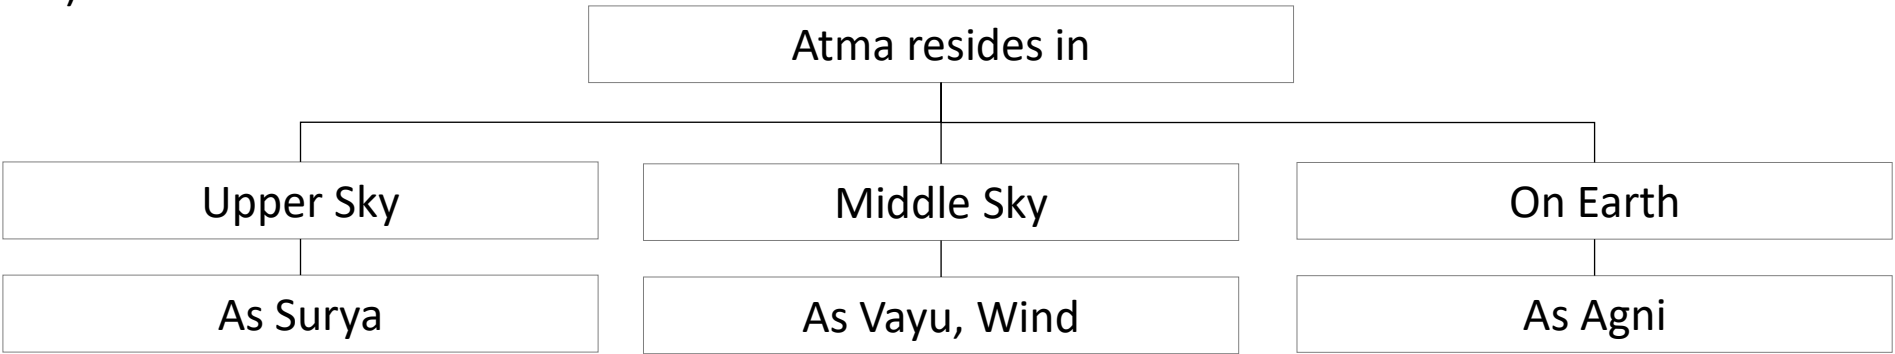 Atma resides in
Upper Sky
Middle Sky
On Earth
As Surya
As Vayu, Wind
As Agni